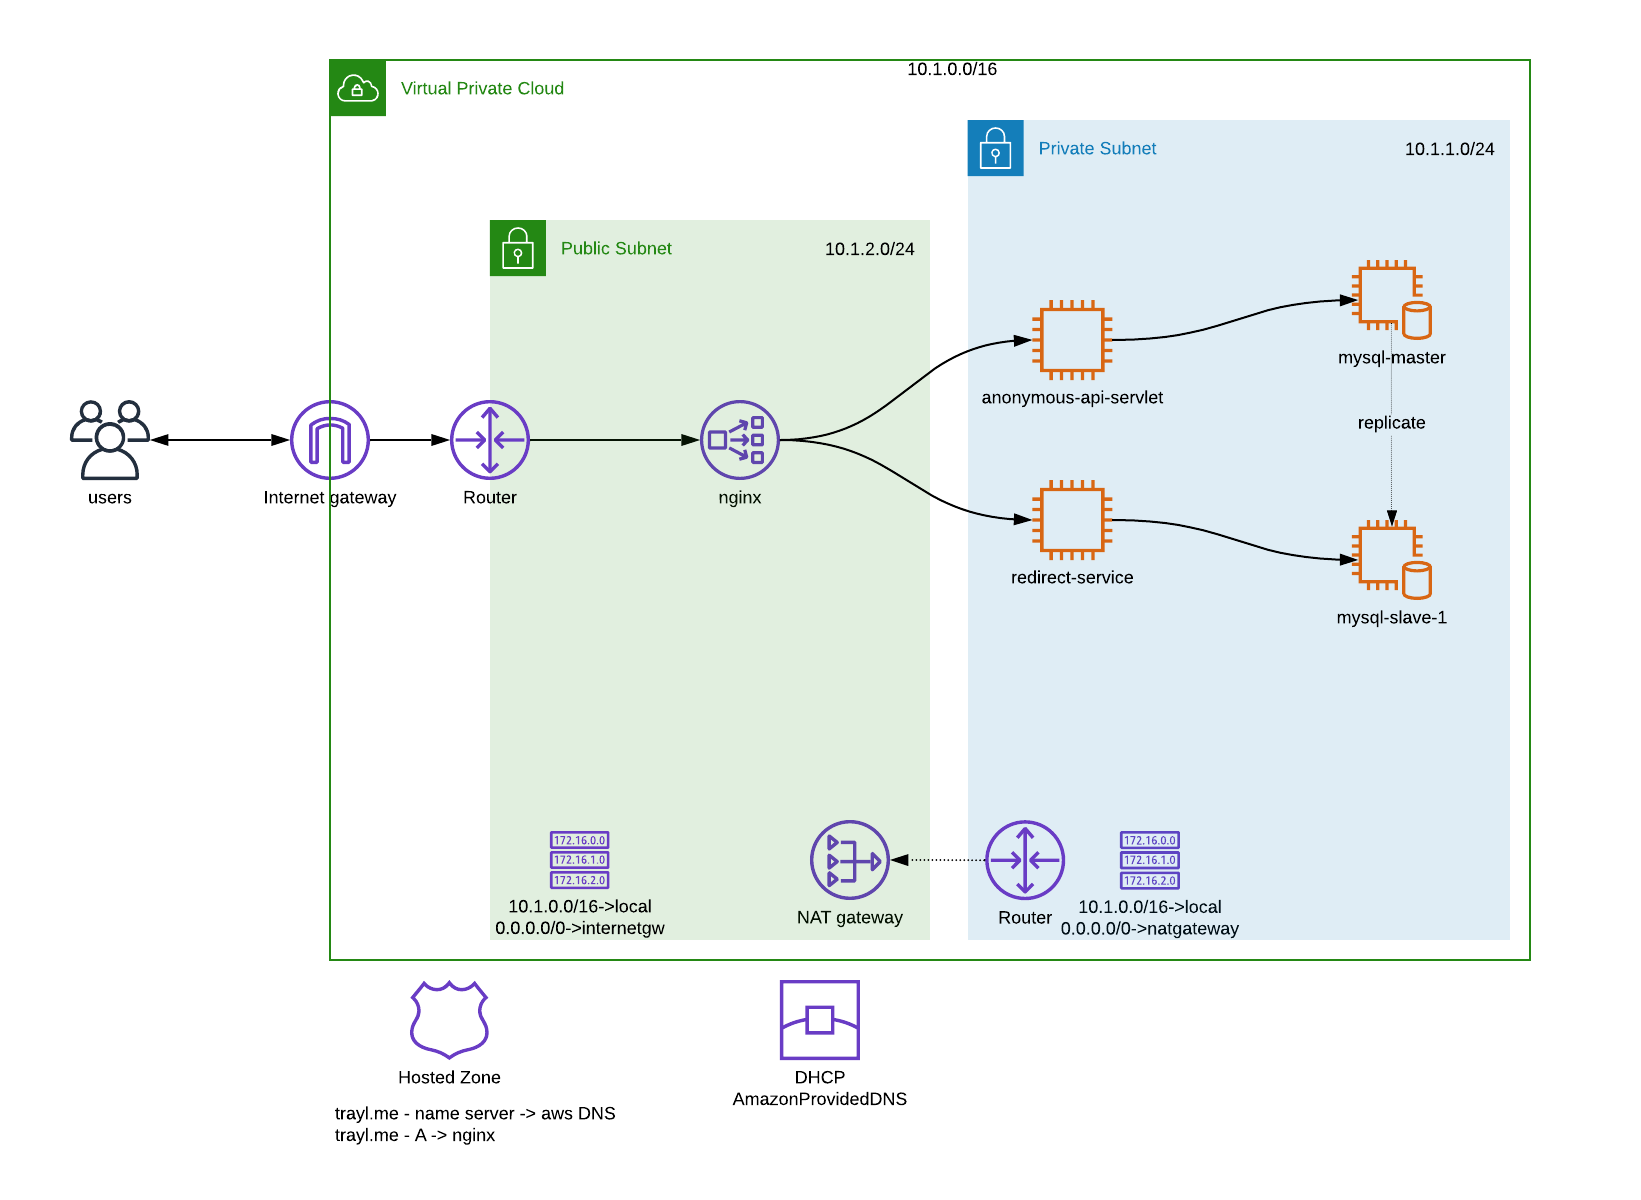 10.1.0.0/16
Virtual Private Cloud
Private Subnet
10.1.1.0/24
Public Subnet
10.1.2.0/24
mysql-master
anonymous-api-servlet
replicate
users
Internet gateway
Router
nginx
redirect-service
mysql-slave-1
172.16.0.0
172.16.1.0
172.16.2.0
10.1.0.0/16->local
0.0.0.0/0->internetgw
NAT gateway
Router
172.16.0.0
172.16.1.0
172.16.2.0
10.1.0.0/16->local
0.0.0.0/0->natgateway
Hosted Zone
trayl.me - name server -> aws DNS
trayl.me - A -> nginx
DHCP
AmazonProvidedDNS